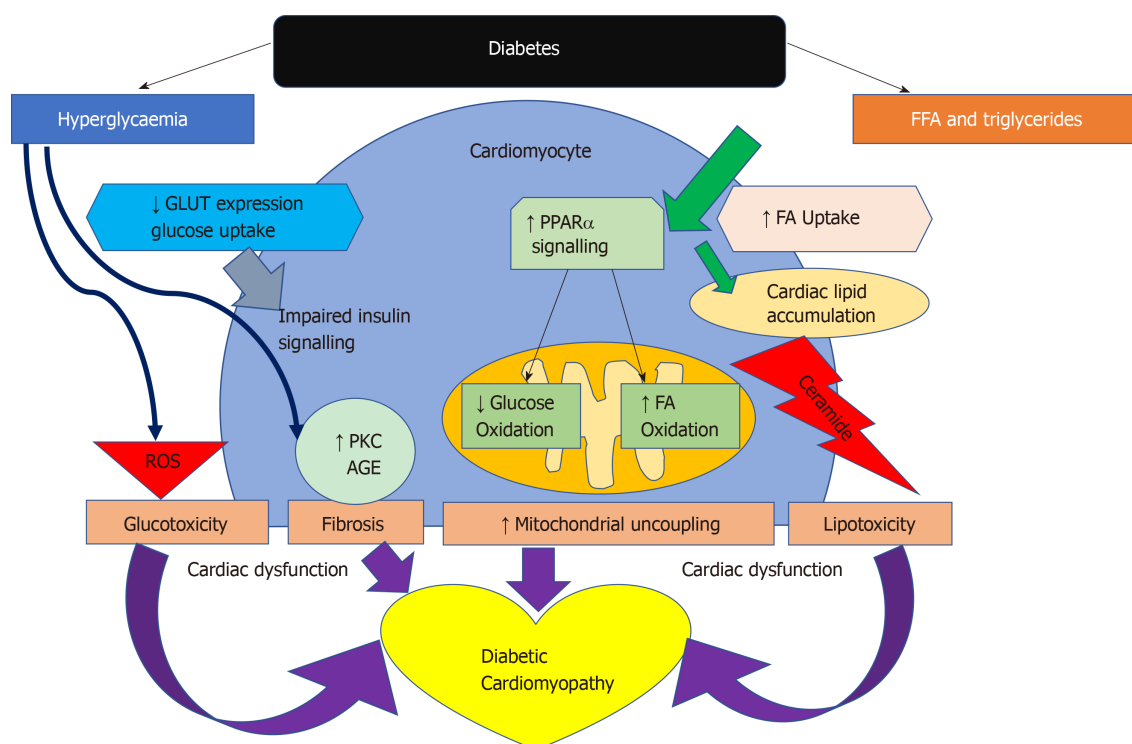 Diabetes
Hyperglycaemia
FFA and triglycerides
Cardiomyocyte
↓ GLUT expression
glucose uptake
↑ PPARα
signalling
↑ FA Uptake
Cardiac lipid
accumulation
Impaired insulin
signalling
Ceramide
↓ Glucose
Oxidation
↑ FA
Oxidation
ROS
↑ PKC
AGE
Glucotoxicity
Fibrosis
↑ Mitochondrial uncoupling
Lipotoxicity
Cardiac dysfunction
Cardiac dysfunction
Diabetic
Cardiomyopathy